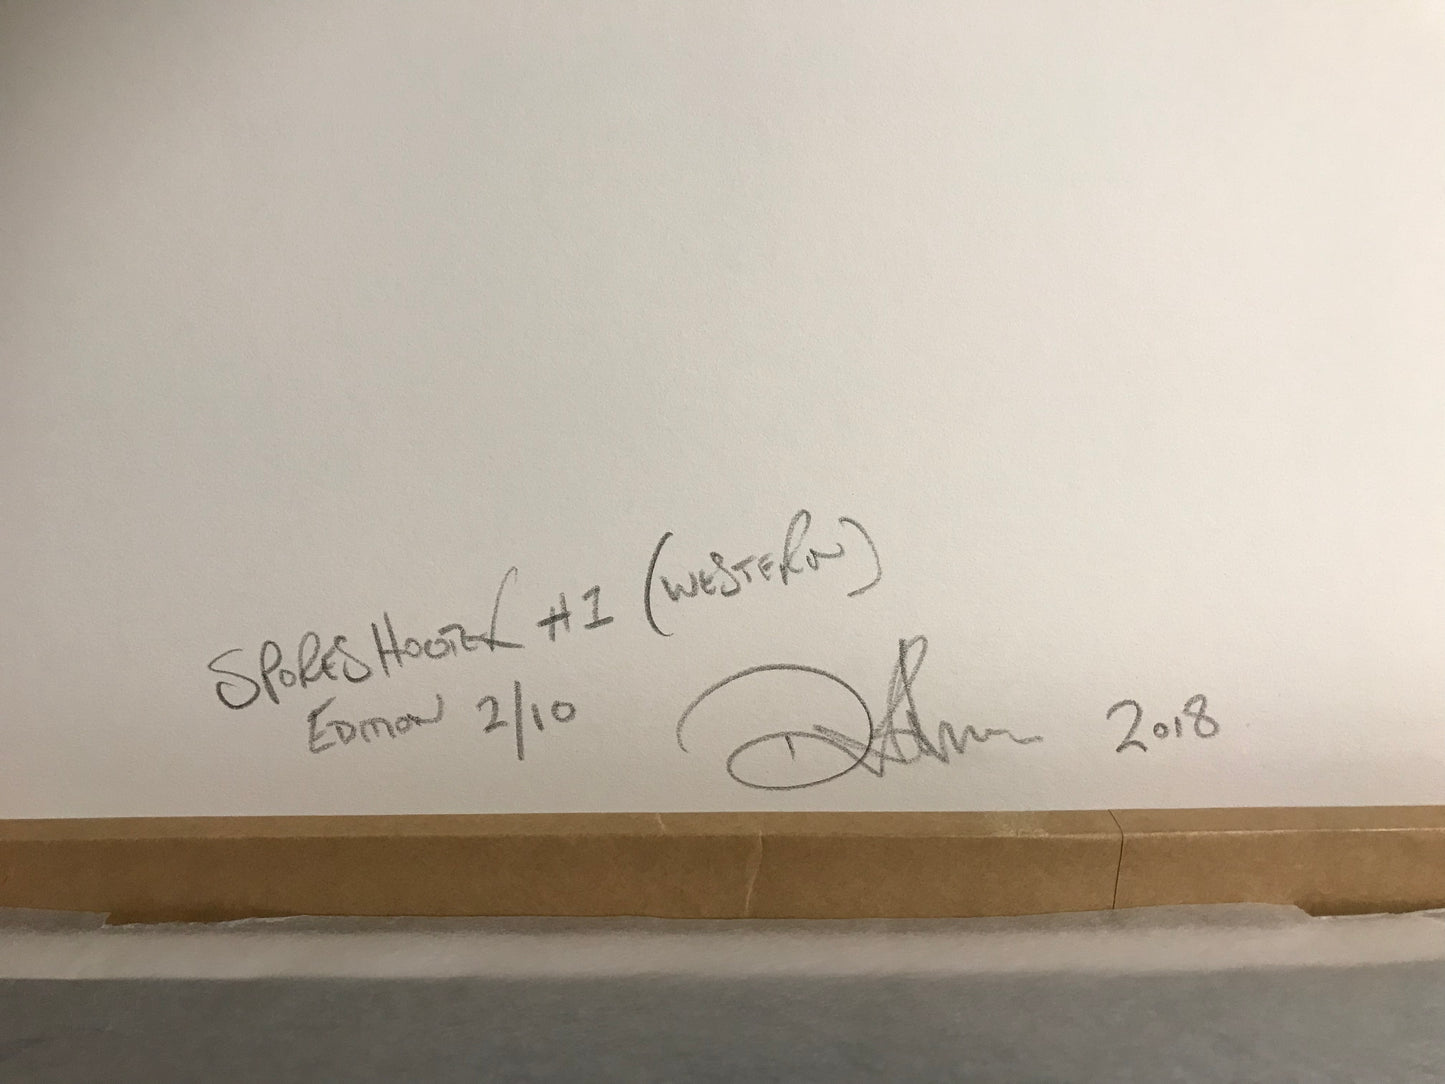 SPORESHOOTER #1 (WESTERN)
EDITION 2/10
2018